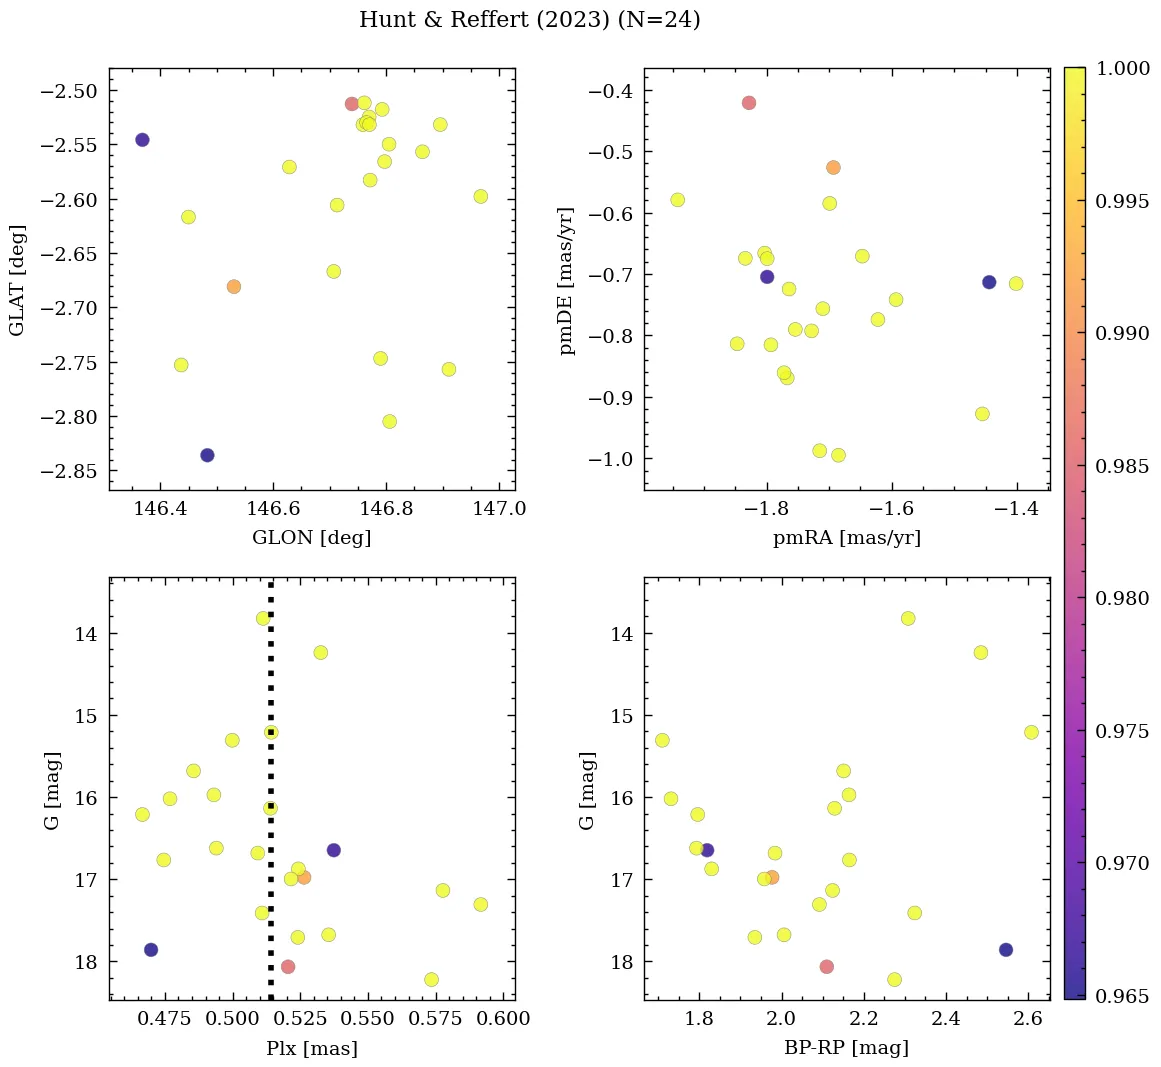 Hunt & Reffert (2023) (N=24)
−2.50
−2.55
−2.60
−2.65
−2.70
−2.75
−2.80
−2.85
GLAT [deg]
146.4 146.6 146.8 147.0
GLON [deg]
−0.4
−0.5
−0.6
−0.7
−0.8
−0.9
−1.0
pmDE [mas/yr]
−1.8 −1.6 −1.4
pmRA [mas/yr]
14
15
16
17
18
G [mag]
0.475 0.500 0.525 0.550 0.575 0.600
Plx [mas]
14
15
16
17
18
G [mag]
1.8 2.0 2.2 2.4 2.6
BP-RP [mag]
1.000
0.995
0.990
0.985
0.980
0.975
0.970
0.965